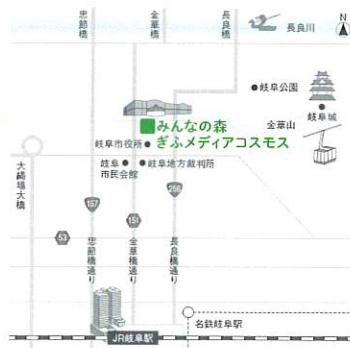 忠節橋
金華橋
長良橋
長良川
N
岐阜公園
岐阜城
金華山
みんなの森
ぎふメディアコスモス
岐阜市役所
岐阜
市民会館
岐阜地方裁判所
大縄場大橋
256
157
151
53
忠節橋通り
金華橋通り
長良橋通り
名鉄岐阜駅
JR岐阜駅